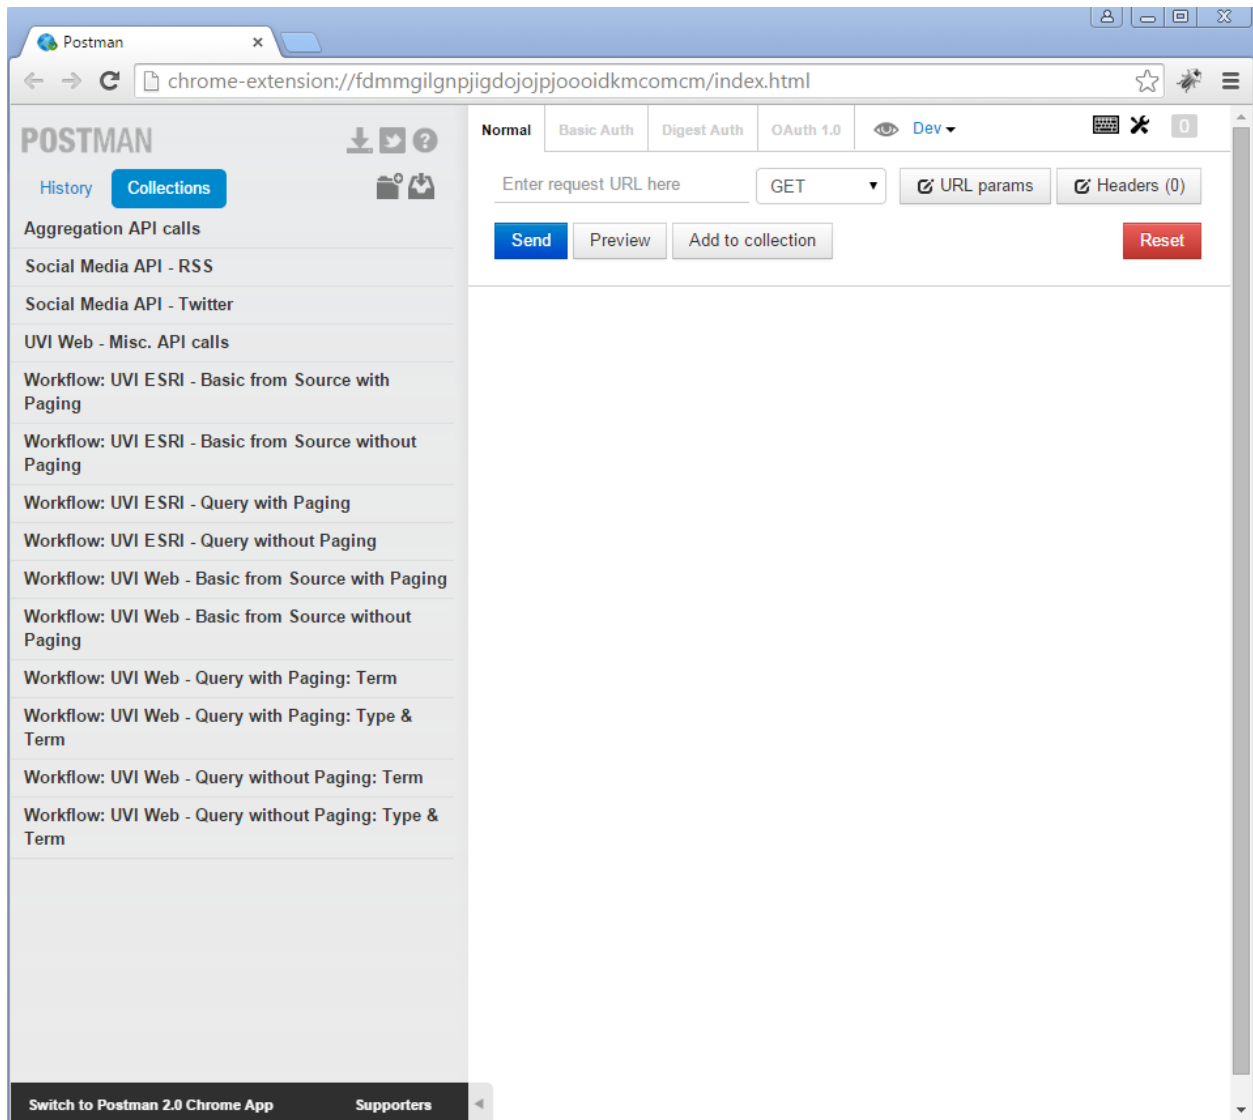 Postman
chrome-extension://fdmmgilgnpjigdojojpjoooidkmcomcm/index.html
POSTMAN
History Collections
Aggregation API calls
Social Media API - RSS
Social Media API - Twitter
UVI Web - Misc. API calls
Workflow: UVI ESRI - Basic from Source with
Paging
Workflow: UVI ESRI - Basic from Source without
Paging
Workflow: UVI ESRI - Query with Paging
Workflow: UVI ESRI - Query without Paging
Workflow: UVI Web - Basic from Source with Paging
Workflow: UVI Web - Basic from Source without
Paging
Workflow: UVI Web - Query with Paging: Term
Workflow: UVI Web - Query with Paging: Type &
Term
Workflow: UVI Web - Query without Paging: Term
Workflow: UVI Web - Query without Paging: Type &
Term
Switch to Postman 2.0 Chrome App Supporters
Normal Basic Auth Digest Auth OAuth 1.0 Dev 0
Enter request URL here GET URL params Headers (0)
Send Preview Add to collection Reset